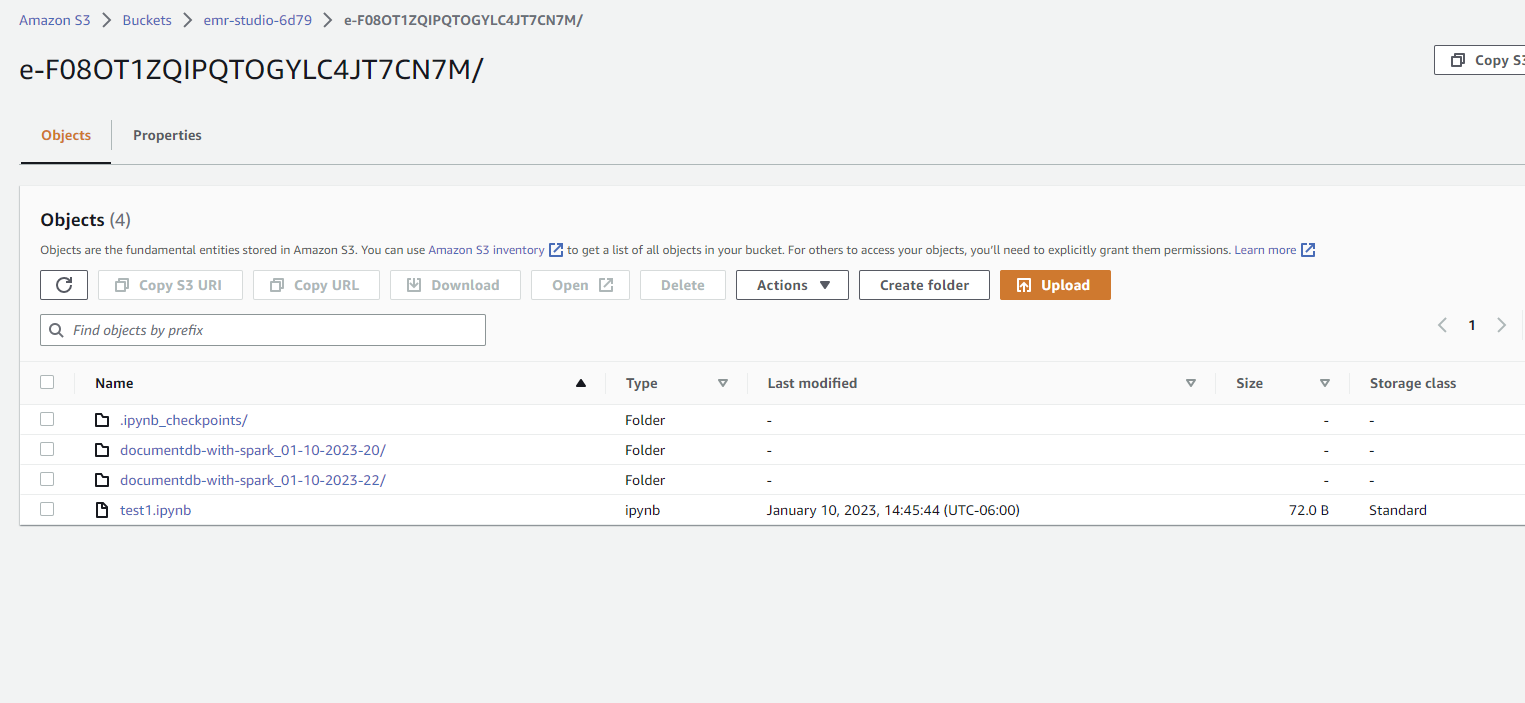 Amazon S3 > Buckets > emr-studio-6d79 > e-F08OT1ZQIPQTOGYLC4JT7CN7M/
e-F08OT1ZQIPQTOGYLC4JT7CN7M/
Copy S3
Objects Properties
Objects (4)
Objects are the fundamental entities stored in Amazon S3. You can use Amazon S3 inventory to get a list of all objects in your bucket. For others to access your objects, you'll need to explicitly grant them permissions. Learn more
Copy S3 URI Copy URL Download Open Delete Actions Create folder Upload
Find objects by prefix
1
Name Type Last modified Size Storage class
.ipynb_checkpoints/ Folder - - -
documentdb-with-spark_01-10-2023-20/ Folder - - -
documentdb-with-spark_01-10-2023-22/ Folder - - -
test1.ipynb ipynb January 10, 2023, 14:45:44 (UTC-06:00) 72.0 B Standard